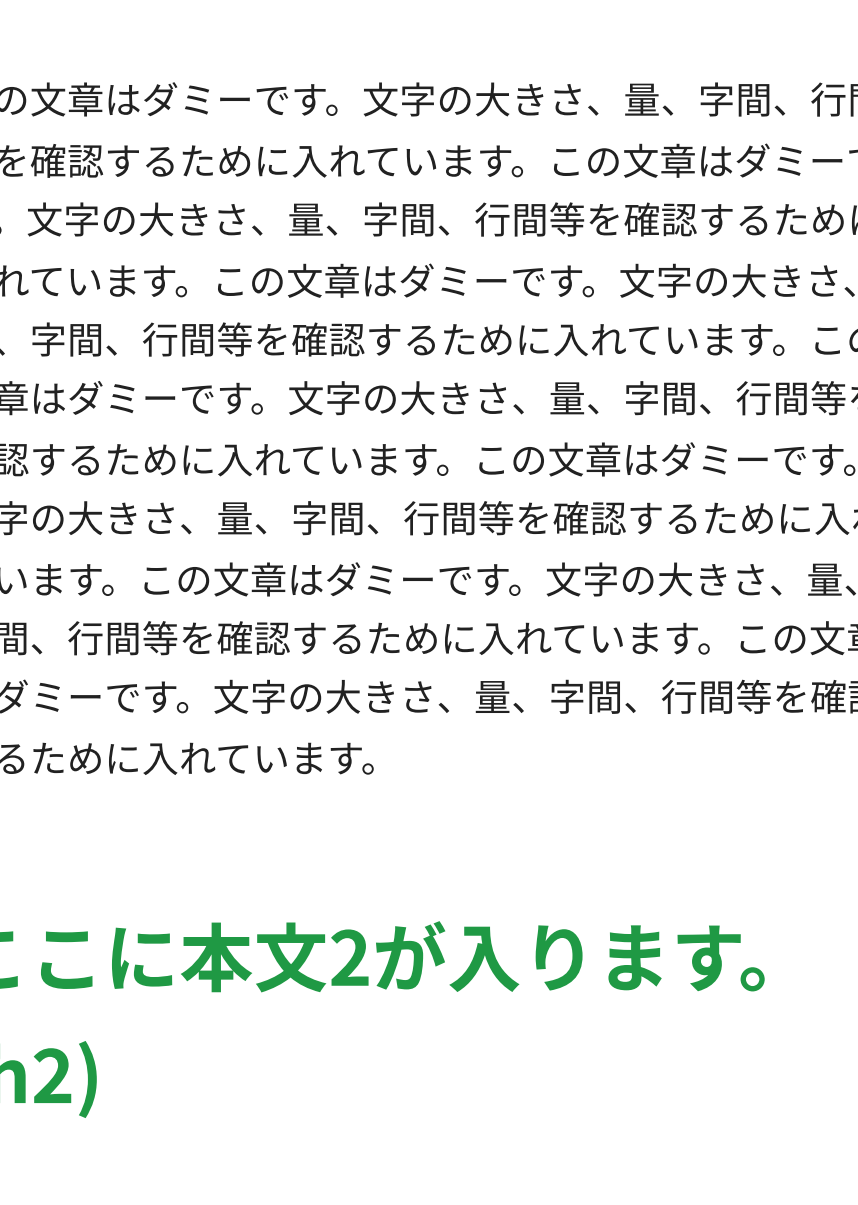 の文章はダミーです。文字の大きさ、量、字間、行間
を確認するために入れています。この文章はダミーで
。文字の大きさ、量、字間、行間等を確認するために
れています。この文章はダミーです。文字の大きさ、
、字間、行間等を確認するために入れています。この
章はダミーです。文字の大きさ、量、字間、行間等を
認するために入れています。この文章はダミーです。
字の大きさ、量、字間、行間等を確認するために入れ
います。この文章はダミーです。文字の大きさ、量、
間、行間等を確認するために入れています。この文章
ダミーです。文字の大きさ、量、字間、行間等を確認
るために入れています。
ここに本文2が入ります。
h2)